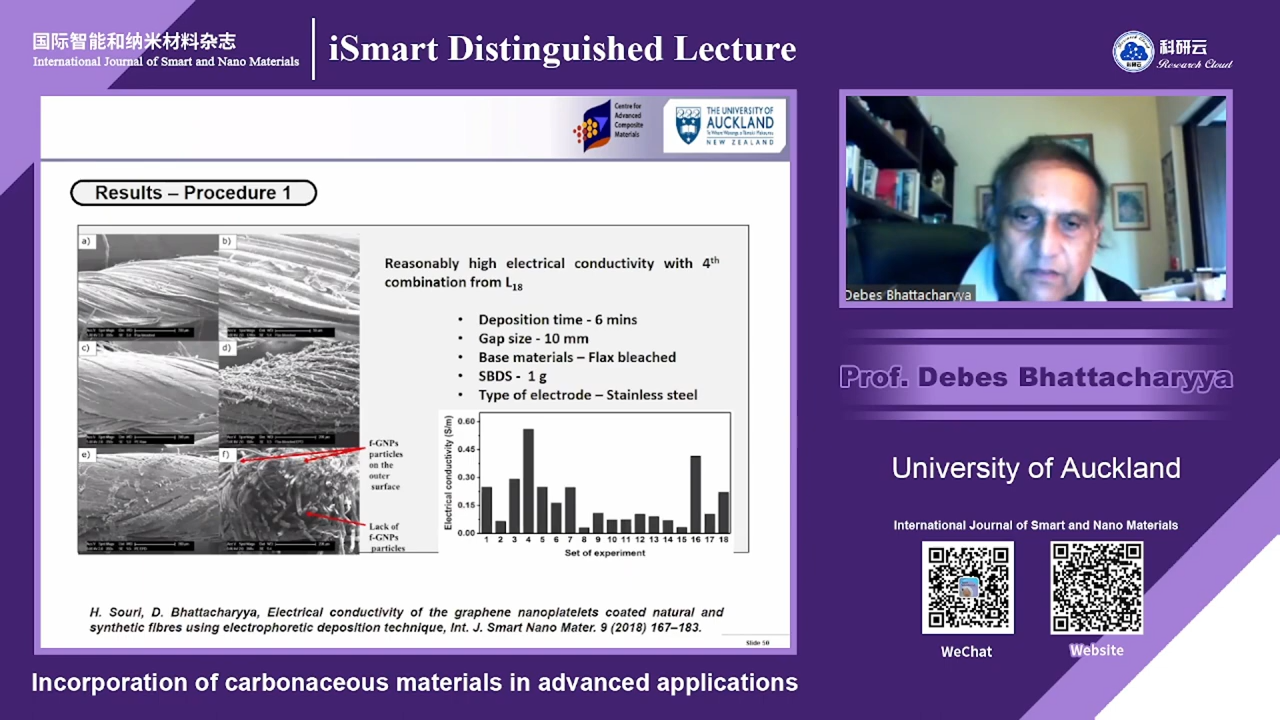 国际智能和纳米材料杂志
International Journal of Smart and Nano Materials
iSmart Distinguished Lecture
科研云
Research Cloud
Centre for
Advanced
Composite
Materials
THE UNIVERSITY OF
AUCKLAND
NEW ZEALAND
Results – Procedure 1
a)
b)
c)
d)
e)
f)
f-GNPs
particles
on the
outer
surface
Lack of
f-GNPs
particles
Reasonably high electrical conductivity with 4th
combination from L18
• Deposition time - 6 mins
• Gap size - 10 mm
• Base materials – Flax bleached
• SBDS - 1 g
• Type of electrode – Stainless steel
Electrical conductivity (S/m)
0.60
0.45
0.30
0.15
0.00
1 2 3 4 5 6 7 8 9 10 11 12 13 14 15 16 17 18
Set of experiment
H. Souri, D. Bhattacharyya, Electrical conductivity of the graphene nanoplatelets coated natural and
synthetic fibres using electrophoretic deposition technique, Int. J. Smart Nano Mater. 9 (2018) 167–183.
Slide 50
Debes Bhattacharyya
Prof. Debes Bhattacharyya
University of Auckland
International Journal of Smart and Nano Materials
WeChat
Website
Incorporation of carbonaceous materials in advanced applications